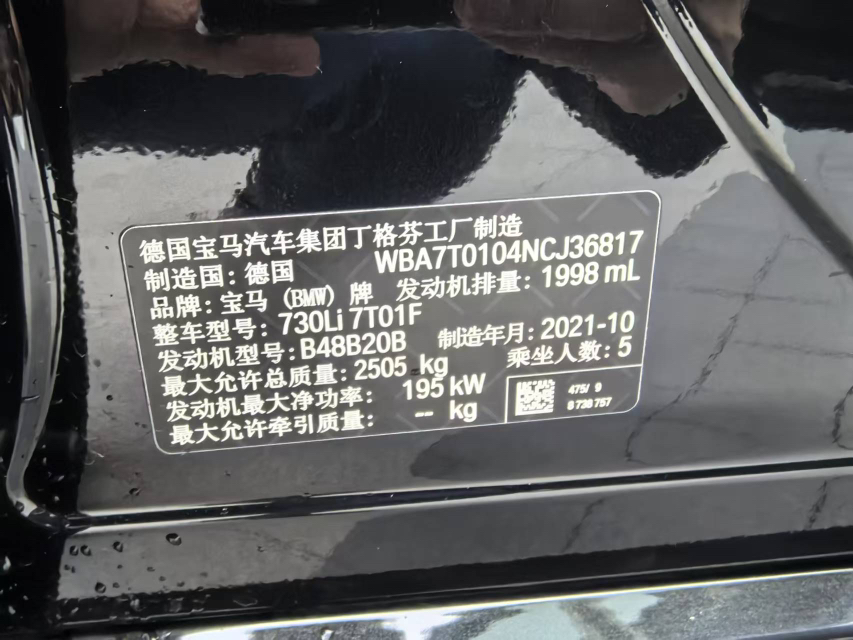 德国宝马汽车集团丁格芬工厂制造
制造国：德国 WBA7T0104NCJ36817
品牌：宝马 (BMW) 牌 发动机排量：1998 mL
整车型号：730Li 7T01F
发动机型号：B48B20B 制造年月：2021-10
最大允许总质量：2505 kg 乘坐人数：5
发动机最大净功率： 195 kW
最大允许牵引质量： -- kg
475/ 9
8 738 757